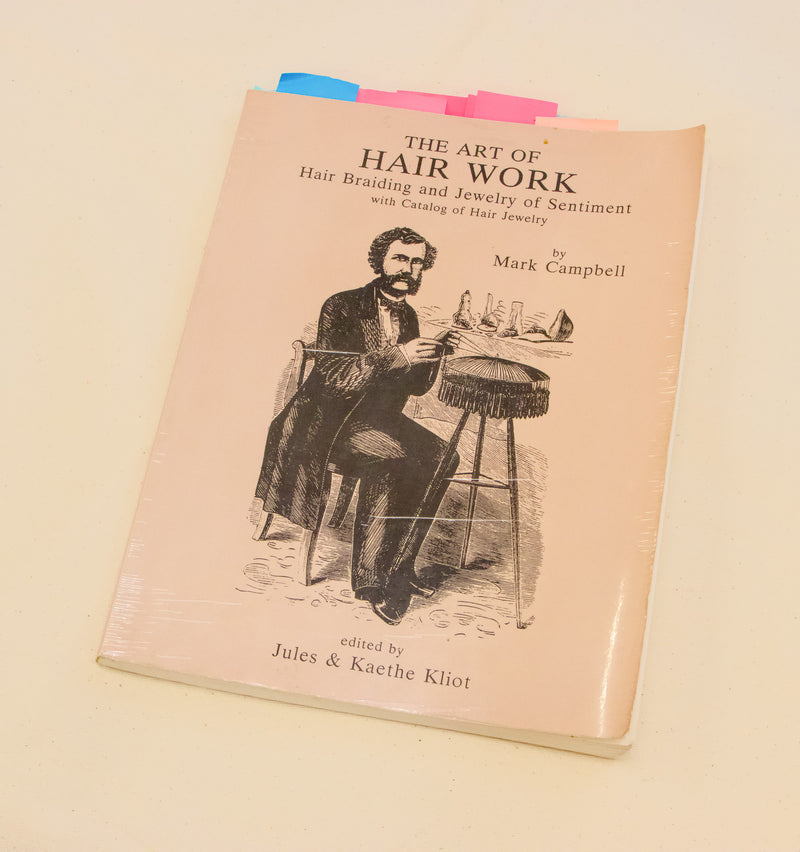 THE ART OF
HAIR WORK
Hair Braiding and Jewelry of Sentiment
with Catalog of Hair Jewelry
by
Mark Campbell
edited by
Jules & Kaethe Kliot